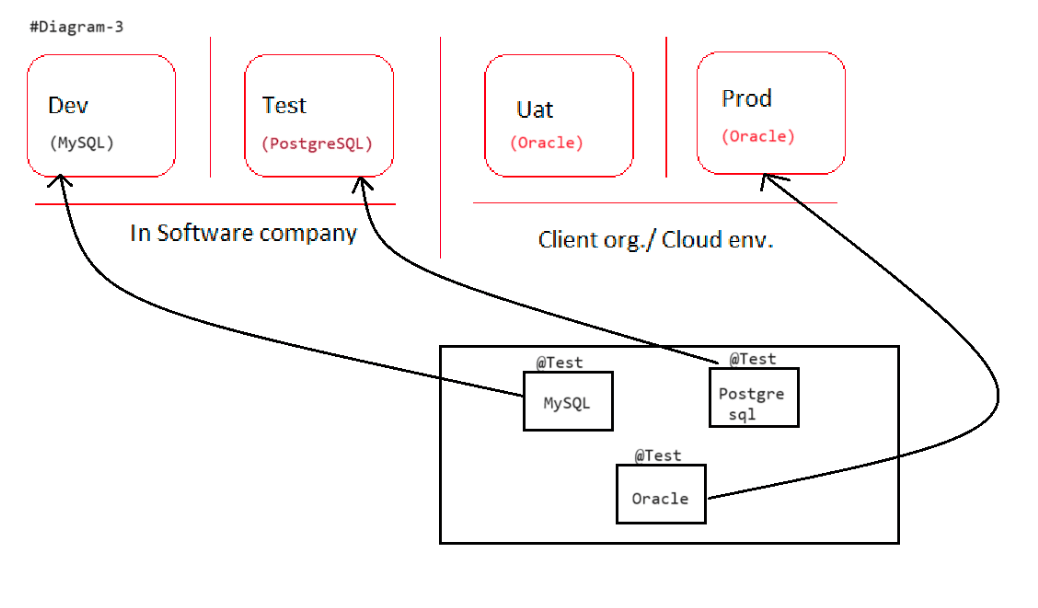 #Diagram-3
Dev
(MySQL)
Test
(PostgreSQL)
Uat
(Oracle)
Prod
(Oracle)
In Software company
Client org./ Cloud env.
@Test
MySQL
@Test
Postgre
sql
@Test
Oracle